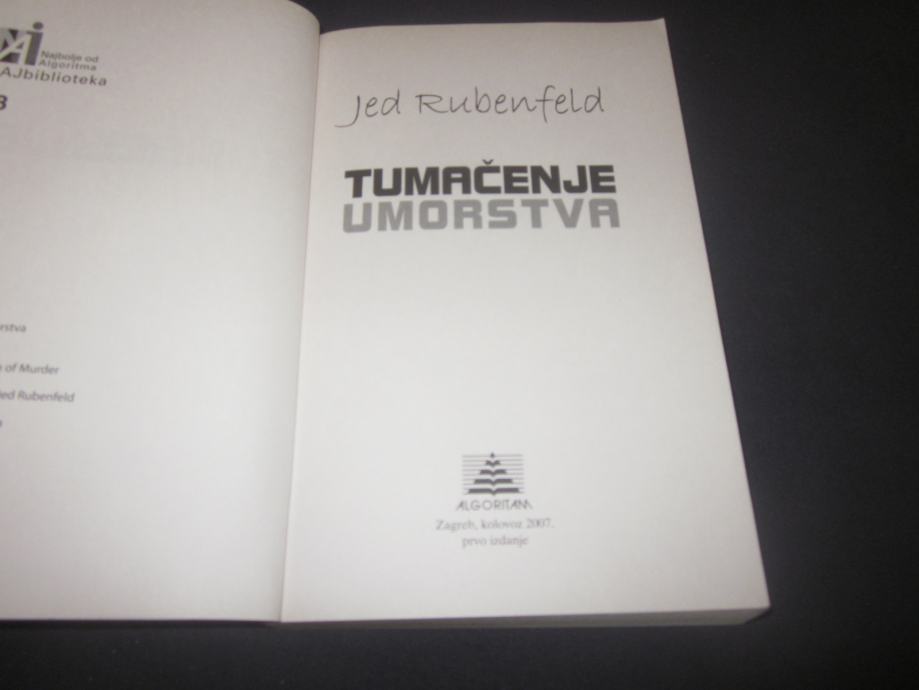 Najbolje od
Algoritma
AJbiblioteka
rstva
of Murder
Jed Rubenfeld
Jed Rubenfeld
TUMAČENJE
UMORSTVA
ALGORITAM
Zagreb, kolovoz 2007.
prvo izdanje